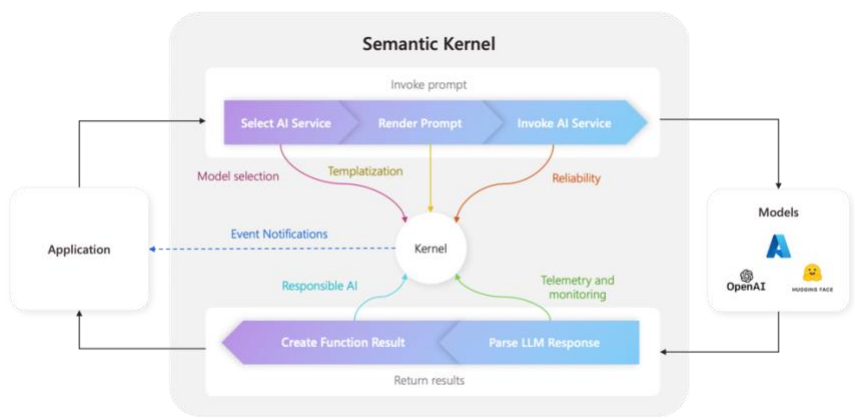 Semantic Kernel
Invoke prompt
Select AI Service
Render Prompt
Invoke AI Service
Model selection
Templatization
Reliability
Application
Event Notifications
Kernel
Models
OpenAI
HUGGING FACE
Responsible AI
Telemetry and
monitoring
Create Function Result
Parse LLM Response
Return results